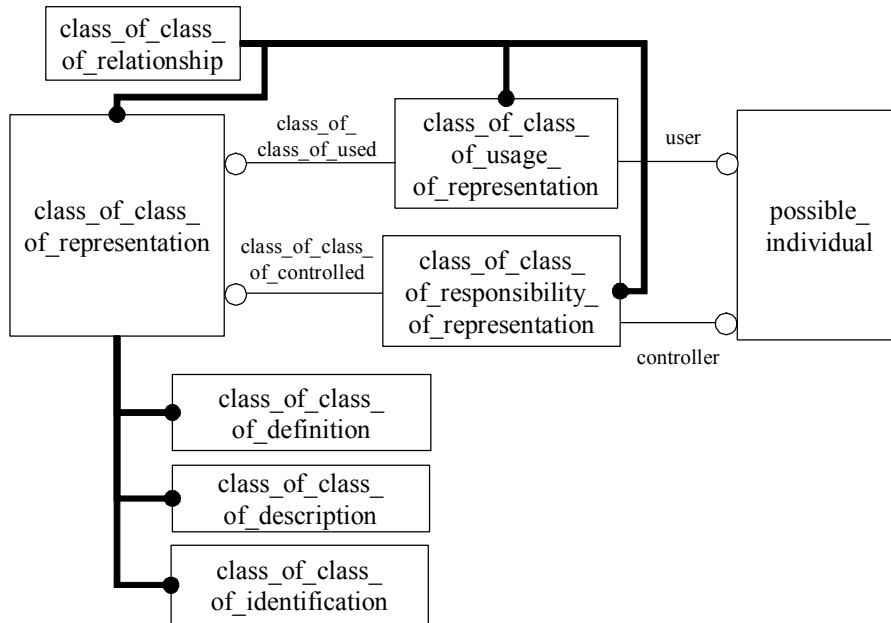 class_of_class_
of_relationship
class_of_
class_of_used
class_of_class_
of_usage_
of_representation
user
class_of_class_
of_representation
possible_
individual
class_of_class_
of_controlled
class_of_class_
of_responsibility_
of_representation
controller
class_of_class_
of_definition
class_of_class_
of_description
class_of_class_
of_identification